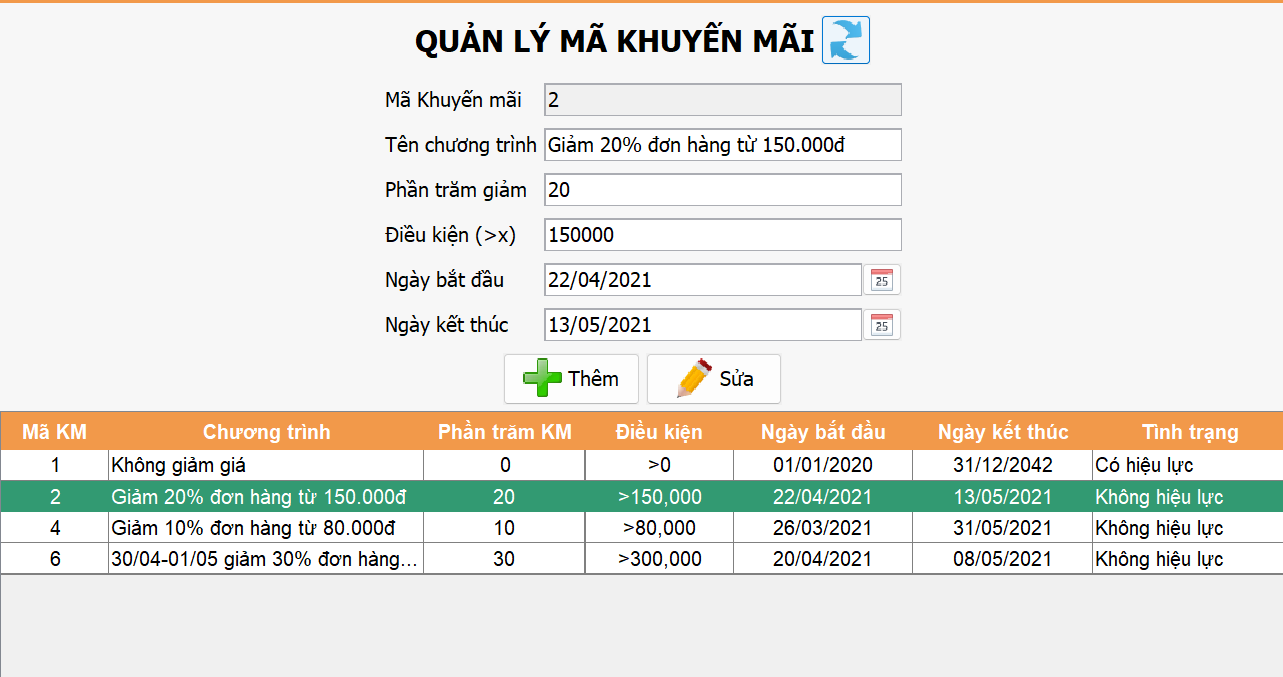 QUẢN LÝ MÃ KHUYẾN MÃI
Mã Khuyến mãi 2
Tên chương trình Giảm 20% đơn hàng từ 150.000đ
Phần trăm giảm 20
Điều kiện (>x) 150000
Ngày bắt đầu 22/04/2021 25
Ngày kết thúc 13/05/2021 25
Thêm Sửa
Mã KM Chương trình Phần trăm KM Điều kiện Ngày bắt đầu Ngày kết thúc Tình trạng
1 Không giảm giá 0 >0 01/01/2020 31/12/2042 Có hiệu lực
2 Giảm 20% đơn hàng từ 150.000đ 20 >150,000 22/04/2021 13/05/2021 Không hiệu lực
4 Giảm 10% đơn hàng từ 80.000đ 10 >80,000 26/03/2021 31/05/2021 Không hiệu lực
6 30/04-01/05 giảm 30% đơn hàng... 30 >300,000 20/04/2021 08/05/2021 Không hiệu lực